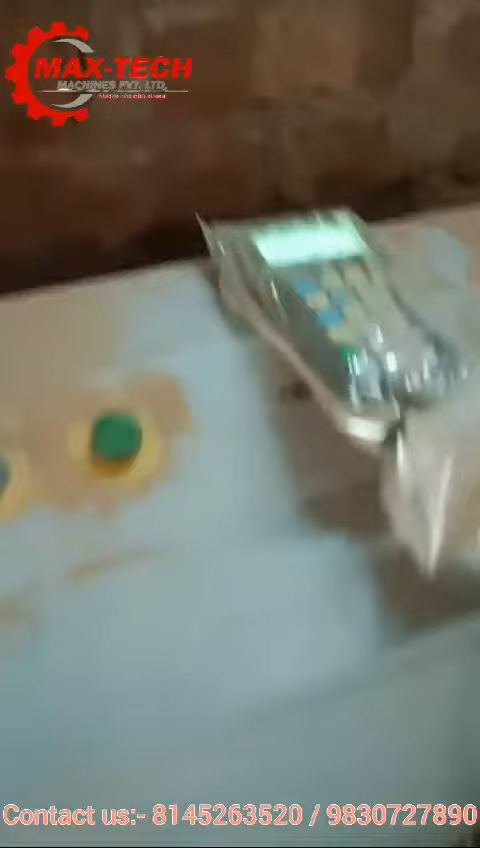 MAX-TECH
MACHINES PVT. LTD.
Contact us:- 8145263520 / 9830727890